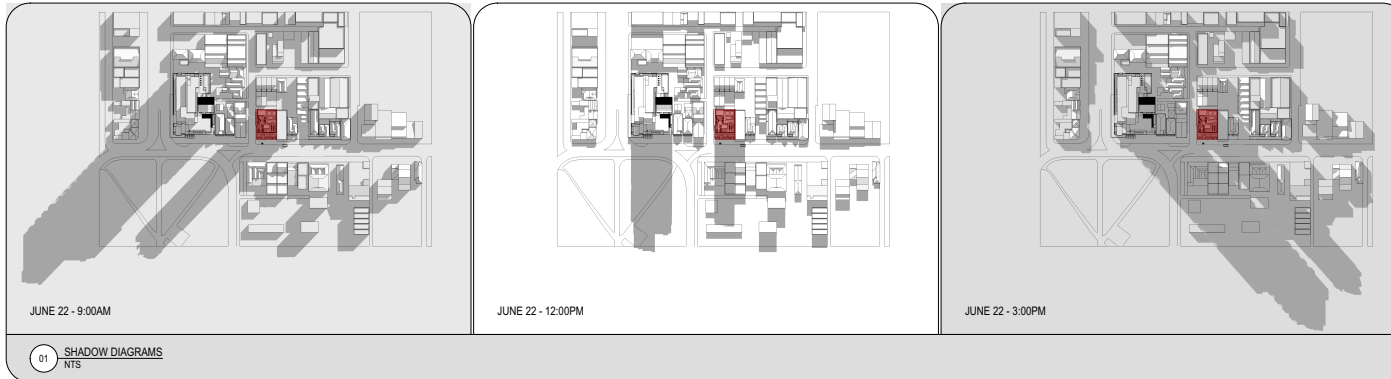 JUNE 22 - 9:00AM
JUNE 22 - 12:00PM
JUNE 22 - 3:00PM
01
SHADOW DIAGRAMS
NTS